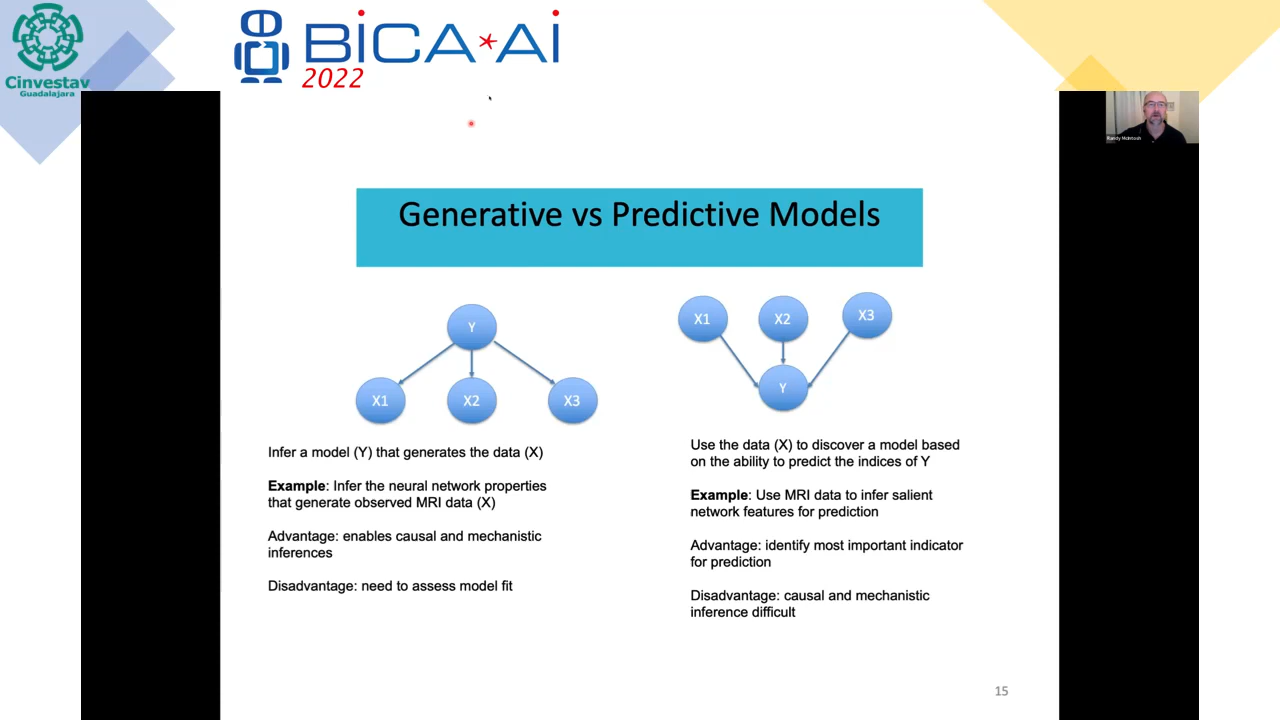 Cinvestav
Guadalajara
BiCA*Ai
2022
Randy McIntosh
Generative vs Predictive Models
Y
X1
X2
X3
Infer a model (Y) that generates the data (X)
Example: Infer the neural network properties
that generate observed MRI data (X)
Advantage: enables causal and mechanistic
inferences
Disadvantage: need to assess model fit
X1
X2
X3
Y
Use the data (X) to discover a model based
on the ability to predict the indices of Y
Example: Use MRI data to infer salient
network features for prediction
Advantage: identify most important indicator
for prediction
Disadvantage: causal and mechanistic
inference difficult
15